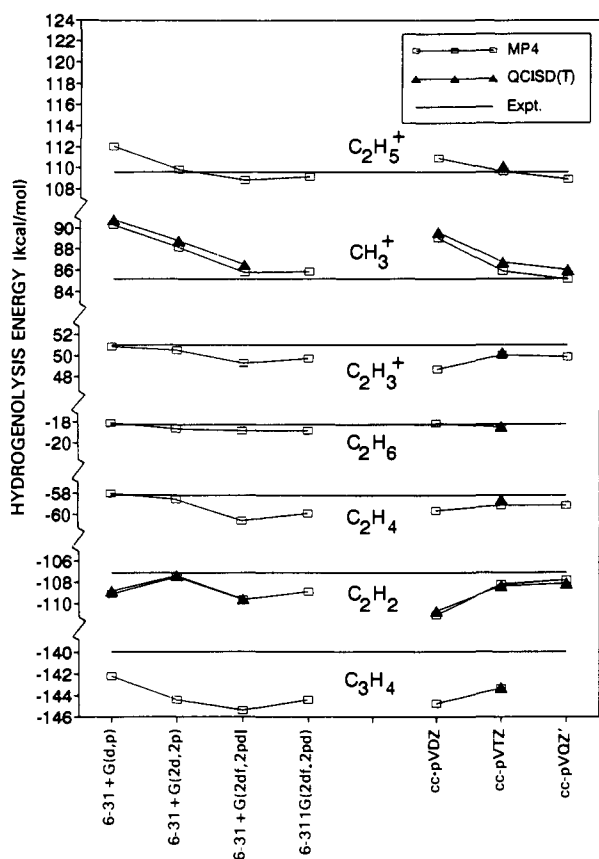 HYDROGENOLYSIS ENERGY (kcal/mol)
124
122
120
118
116
114
112
110
108
90
88
86
84
52
50
48
-18
-20
-58
-60
-106
-108
-110
-140
-142
-144
-146
MP4
QCISD(T)
Expt.
C2H5+
CH3+
C2H3+
C2H6
C2H4
C2H2
C3H4
6-31+G(d,p)
6-31+G(2d,2p)
6-31+G(2df,2pd)
6-311G(2df,2pd)
cc-pVDZ
cc-pVTZ
cc-pVQZ'